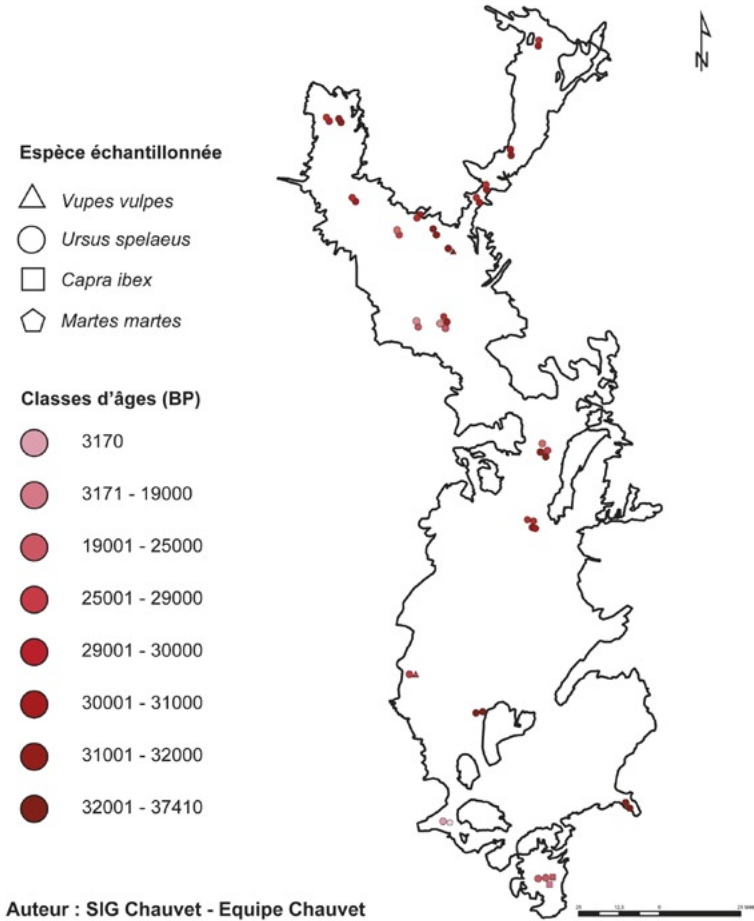 N
Espèce échantillonnée
Vupes vulpes
Ursus spelaeus
Capra ibex
Martes martes
Classes d'âges (BP)
3170
3171 - 19000
19001 - 25000
25001 - 29000
29001 - 30000
30001 - 31000
31001 - 32000
32001 - 37410
Auteur : SIG Chauvet - Equipe Chauvet